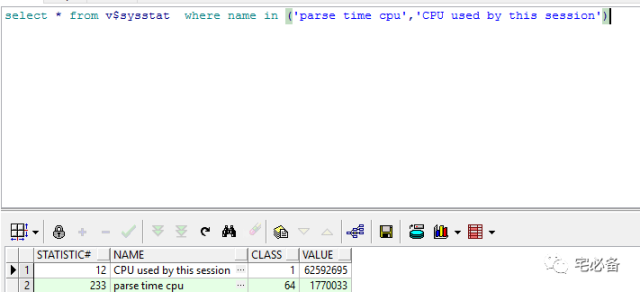 select * from v$sysstat  where name in ('parse time cpu','CPU used by this session')
STATISTIC# NAME CLASS VALUE
1 12 CPU used by this session ... 1 62592695
2 233 parse time cpu ... 64 1770033
宅必备